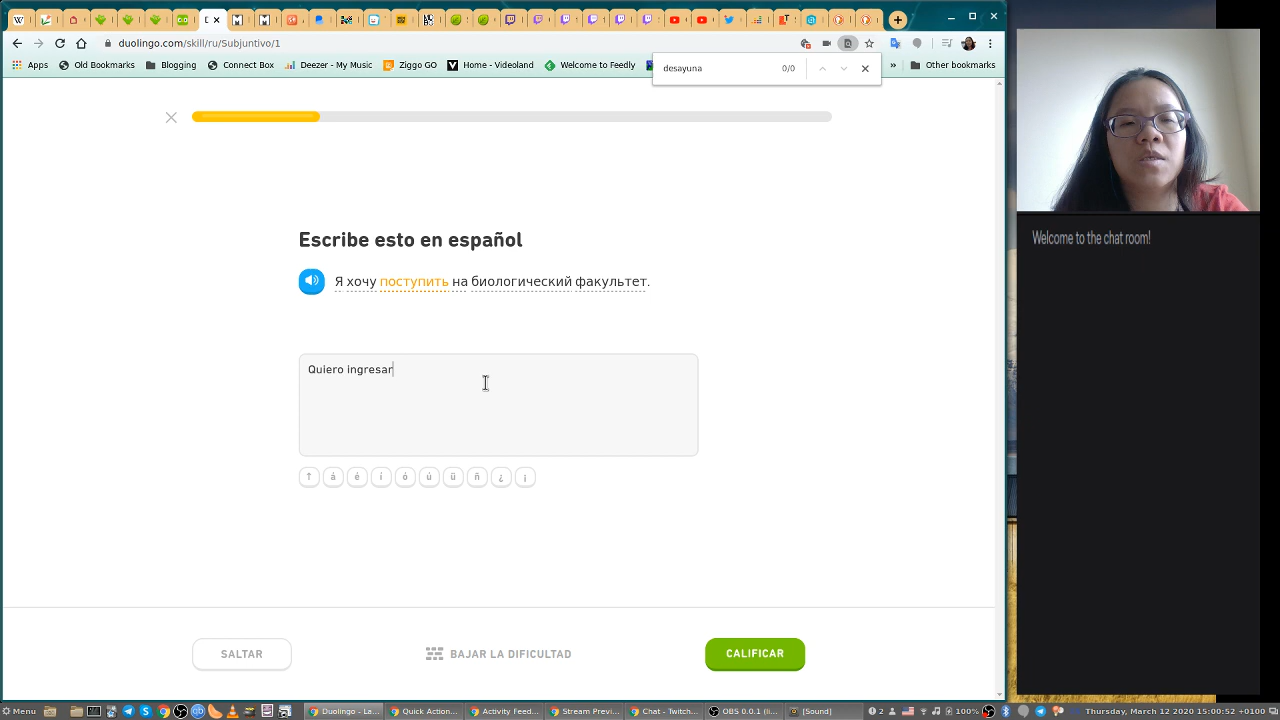 duolingo.com/skill/ru/Subjuntivo/1
Apps Old Bookmarks Blogging Connect Box Deezer - My Music Ziggo GO Home - Videoland Welcome to Feedly » Other bookmarks
desayuna 0/0
Welcome to the chat room!
Escribe esto en español
Я хочу поступить на биологический факультет.
Quiero ingresar
↑ á é í ó ú ü ñ ¿ ¡
SALTAR BAJAR LA DIFICULTAD CALIFICAR
Menu Duolingo - La... Quick Action... Activity Feed... Stream Previ... Chat - Twitch... OBS 0.0.1 (li... (Sound) 2 100% Thursday, March 12 2020, 15:00:52 +0100